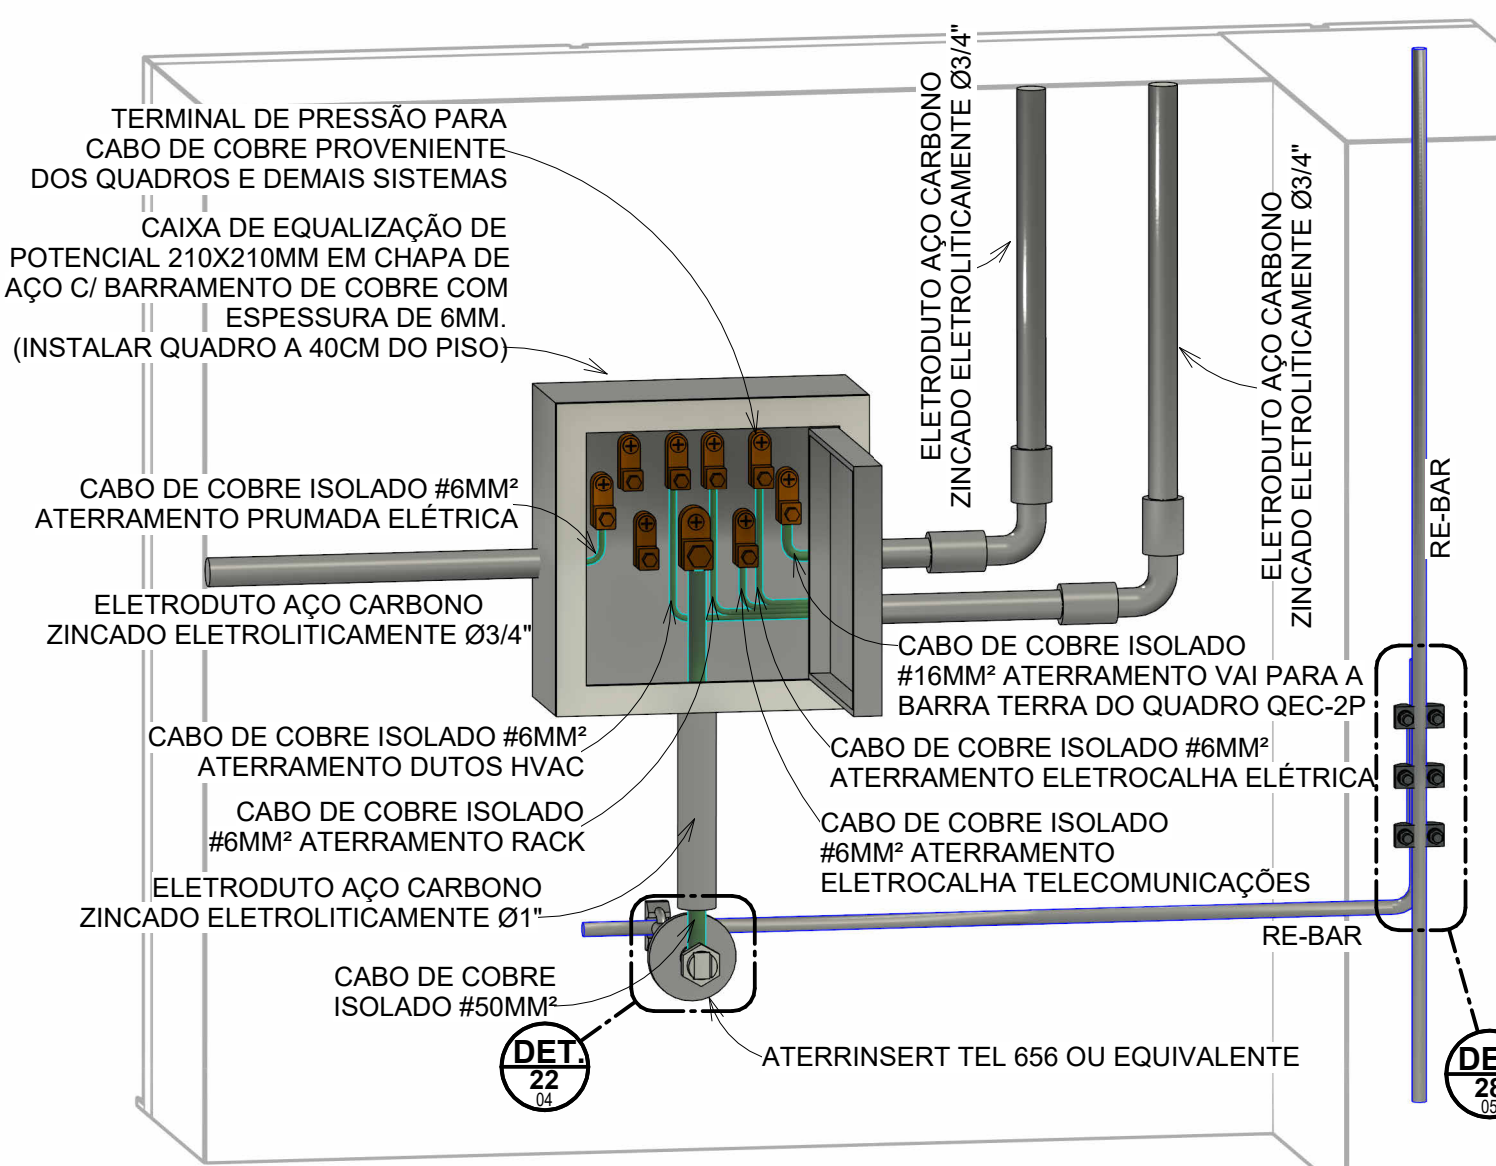 TERMINAL DE PRESSÃO PARA
CABO DE COBRE PROVENIENTE
DOS QUADROS E DEMAIS SISTEMAS
CAIXA DE EQUALIZAÇÃO DE
POTENCIAL 210X210MM EM CHAPA DE
AÇO C/ BARRAMENTO DE COBRE COM
ESPESSURA DE 6MM.
(INSTALAR QUADRO A 40CM DO PISO)
ELETRODUTO AÇO CARBONO
ZINCADO ELETROLITICAMENTE Ø3/4"
ELETRODUTO AÇO CARBONO
ZINCADO ELETROLITICAMENTE Ø3/4"
RE-BAR
CABO DE COBRE ISOLADO #6MM²
ATERRAMENTO PRUMADA ELÉTRICA
ELETRODUTO AÇO CARBONO
ZINCADO ELETROLITICAMENTE Ø3/4"
CABO DE COBRE ISOLADO
#16MM² ATERRAMENTO VAI PARA A
BARRA TERRA DO QUADRO QEC-2P
CABO DE COBRE ISOLADO #6MM²
ATERRAMENTO DUTOS HVAC
CABO DE COBRE ISOLADO #6MM²
ATERRAMENTO ELETROCALHA ELÉTRICA
CABO DE COBRE ISOLADO
#6MM² ATERRAMENTO RACK
CABO DE COBRE ISOLADO
#6MM² ATERRAMENTO
ELETROCALHA TELECOMUNICAÇÕES
ELETRODUTO AÇO CARBONO
ZINCADO ELETROLITICAMENTE Ø1"
RE-BAR
CABO DE COBRE
ISOLADO #50MM²
DET.
22
04
ATERRINSERT TEL 656 OU EQUIVALENTE
28
05